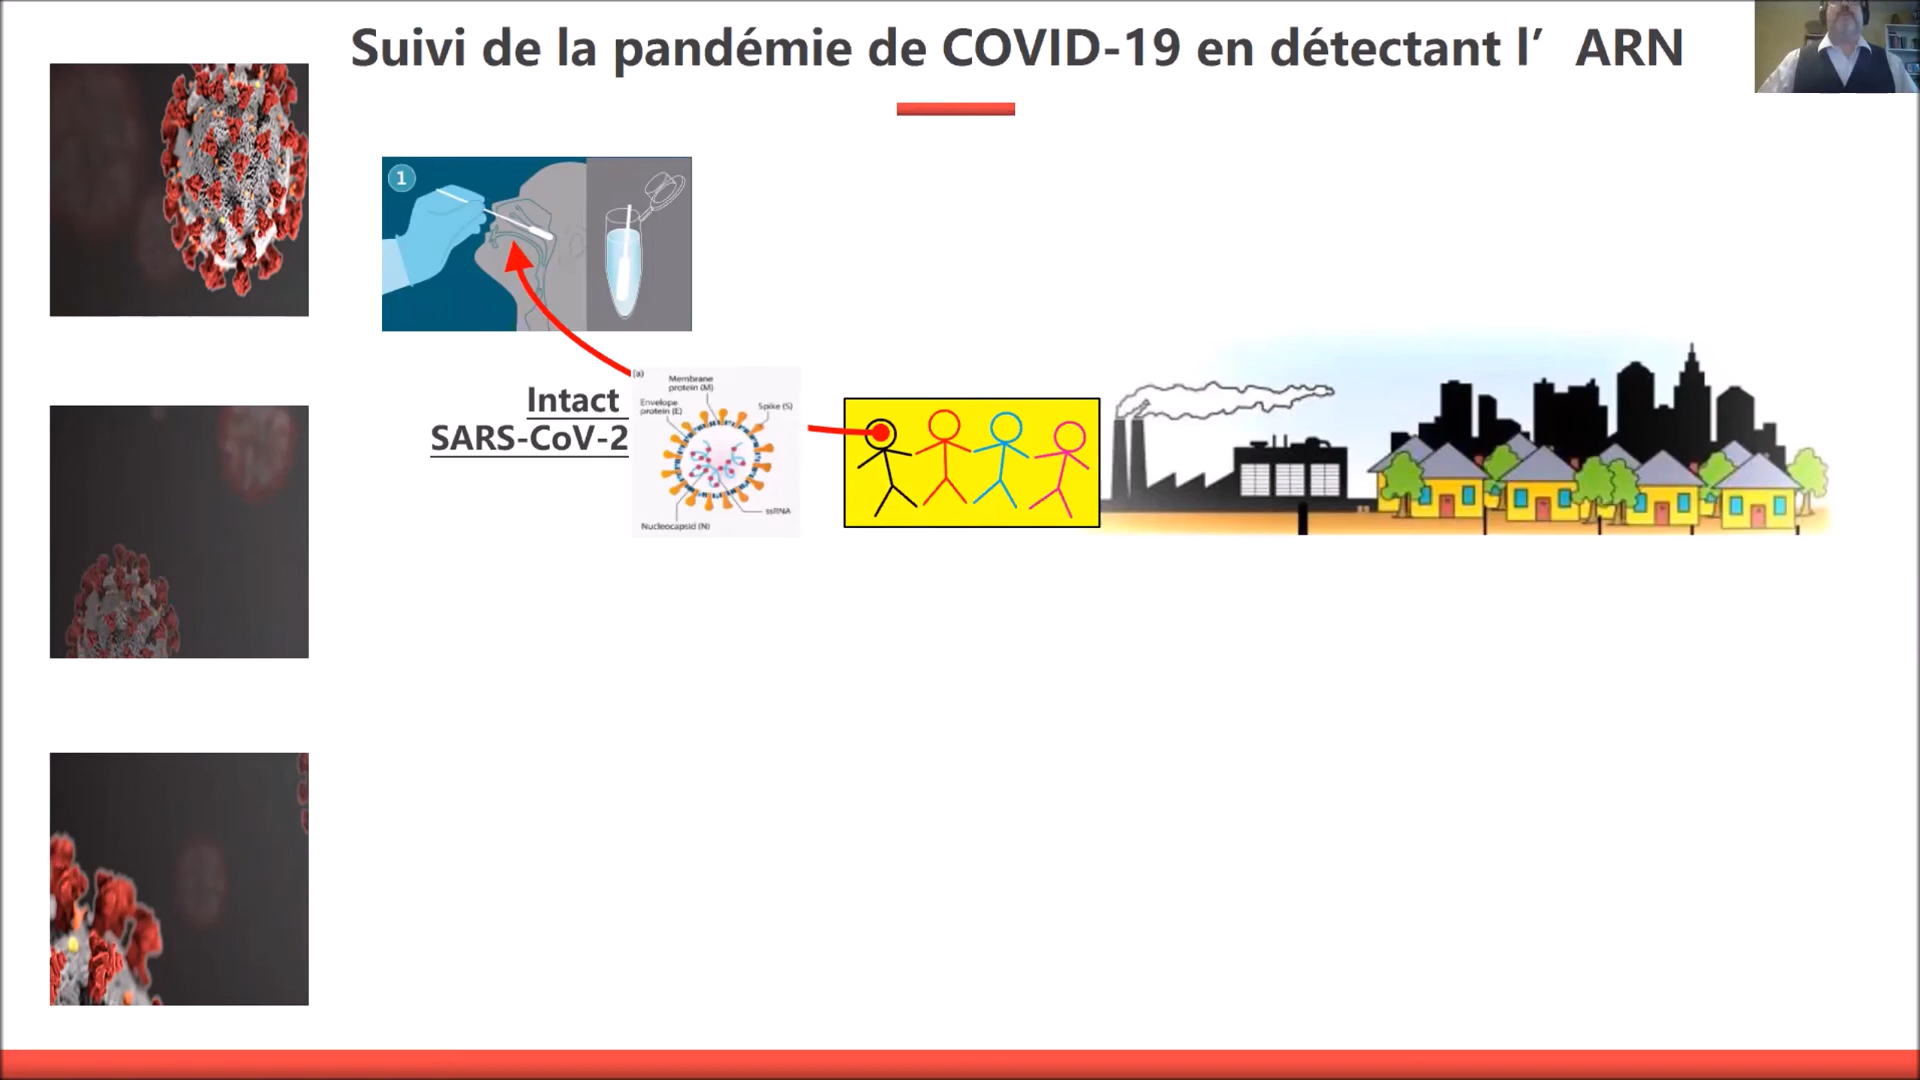 Suivi de la pandémie de COVID-19 en détectant l’ARN
1
Intact
SARS-CoV-2
(a)
Membrane
protein (M)
Envelope
protein (E)
Spike (S)
ssRNA
Nucleocapsid (N)